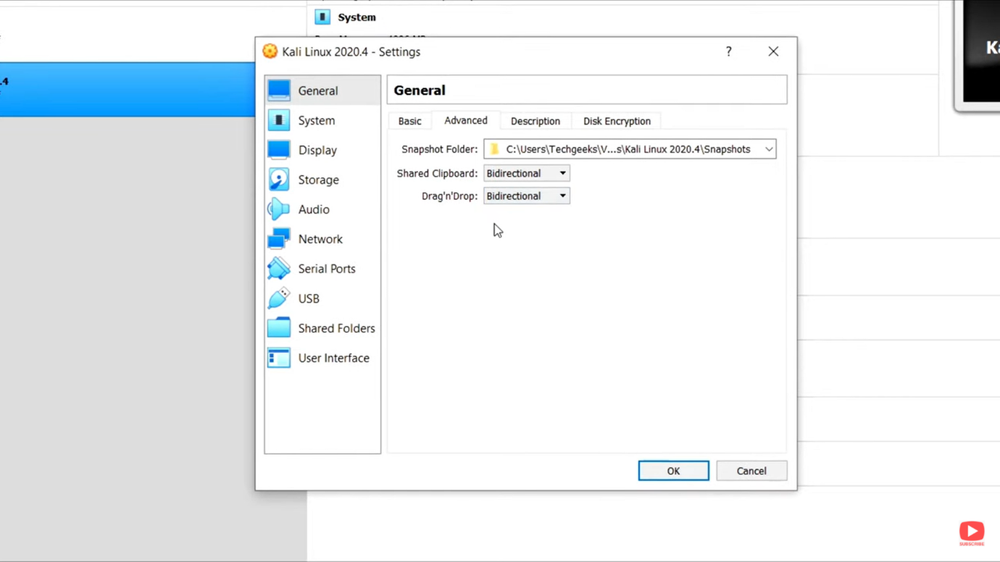 System
.4
Kali Linux 2020.4 - Settings
?
General
System
Display
Storage
Audio
Network
Serial Ports
USB
Shared Folders
User Interface
General
Basic
Advanced
Description
Disk Encryption
Snapshot Folder:
C:\Users\Techgeeks\V...s\Kali Linux 2020.4\Snapshots
Shared Clipboard:
Bidirectional
Drag'n'Drop:
Bidirectional
OK
Cancel
SUBSCRIBE